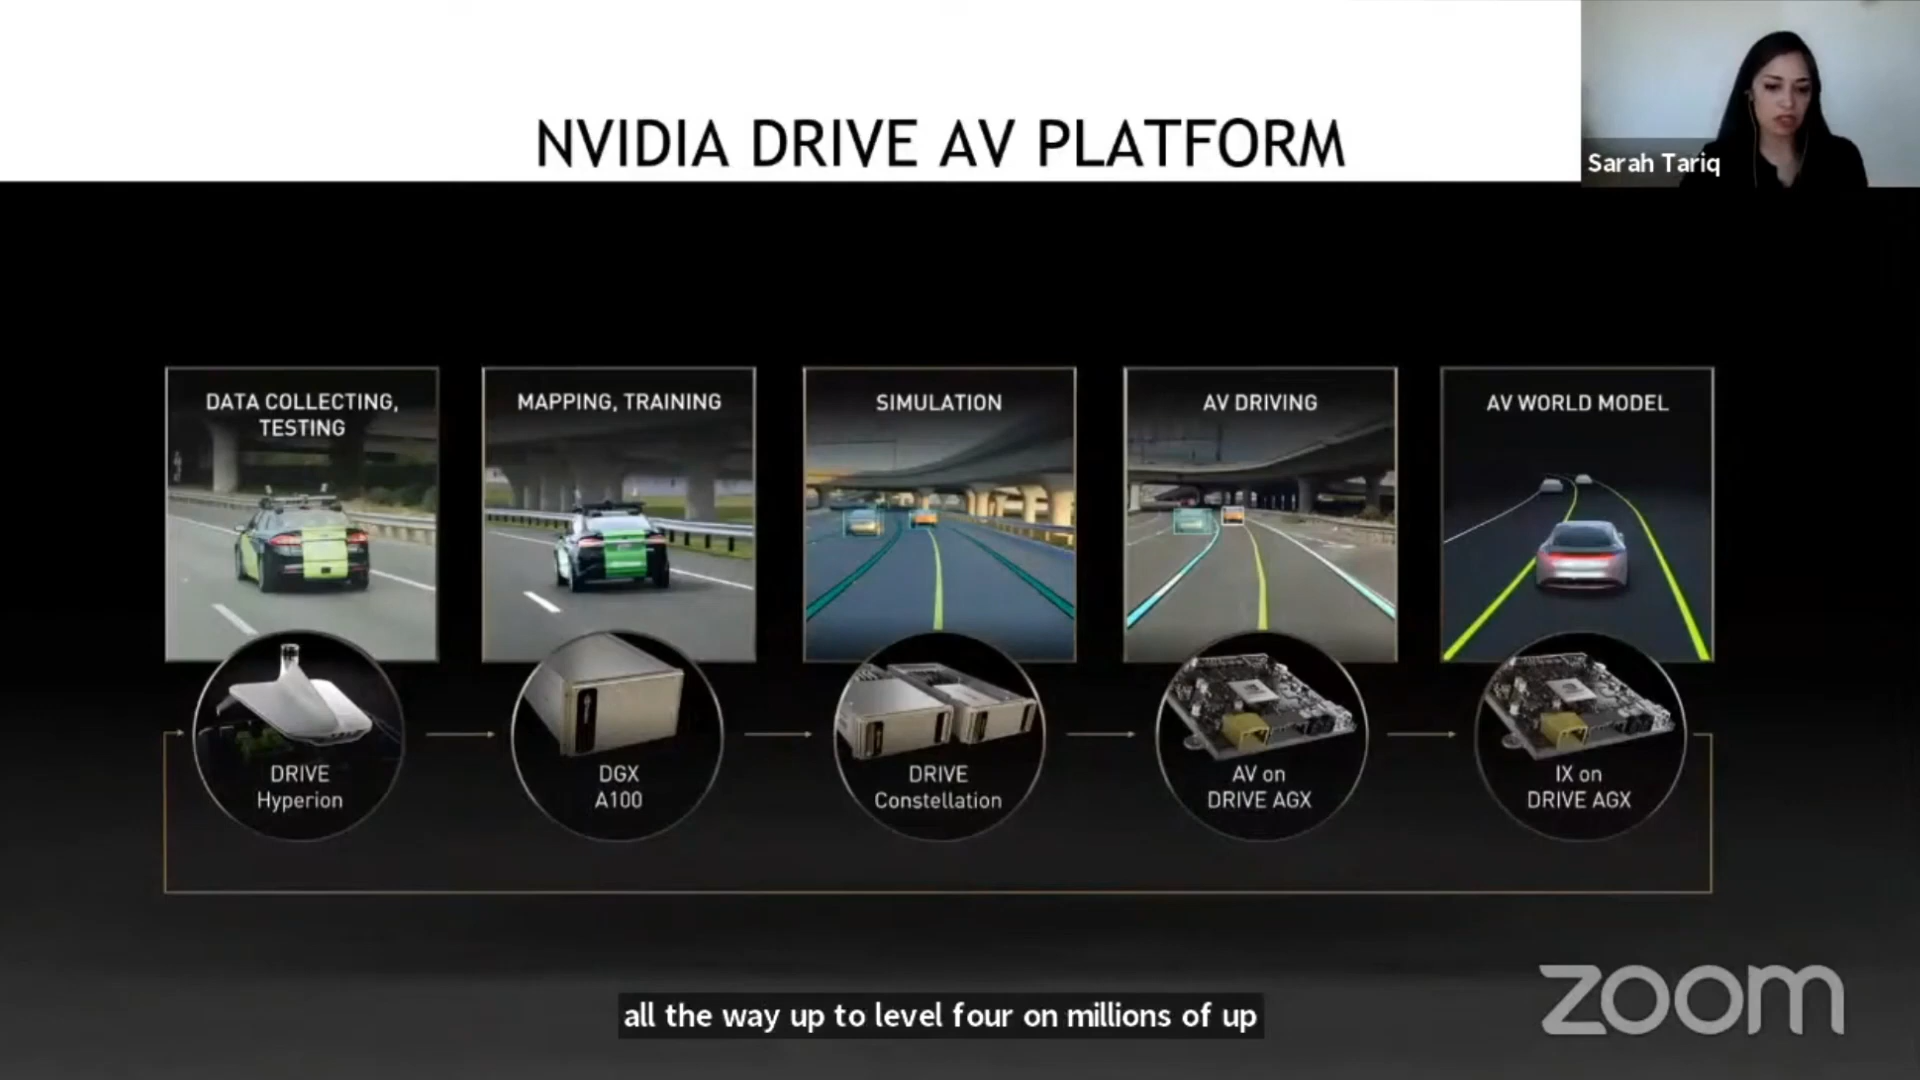 NVIDIA DRIVE AV PLATFORM
Sarah Tariq
DATA COLLECTING,
TESTING
MAPPING, TRAINING
SIMULATION
AV DRIVING
AV WORLD MODEL
DRIVE
Hyperion
DGX
A100
DRIVE
Constellation
AV on
DRIVE AGX
IX on
DRIVE AGX
all the way up to level four on millions of up
zoom